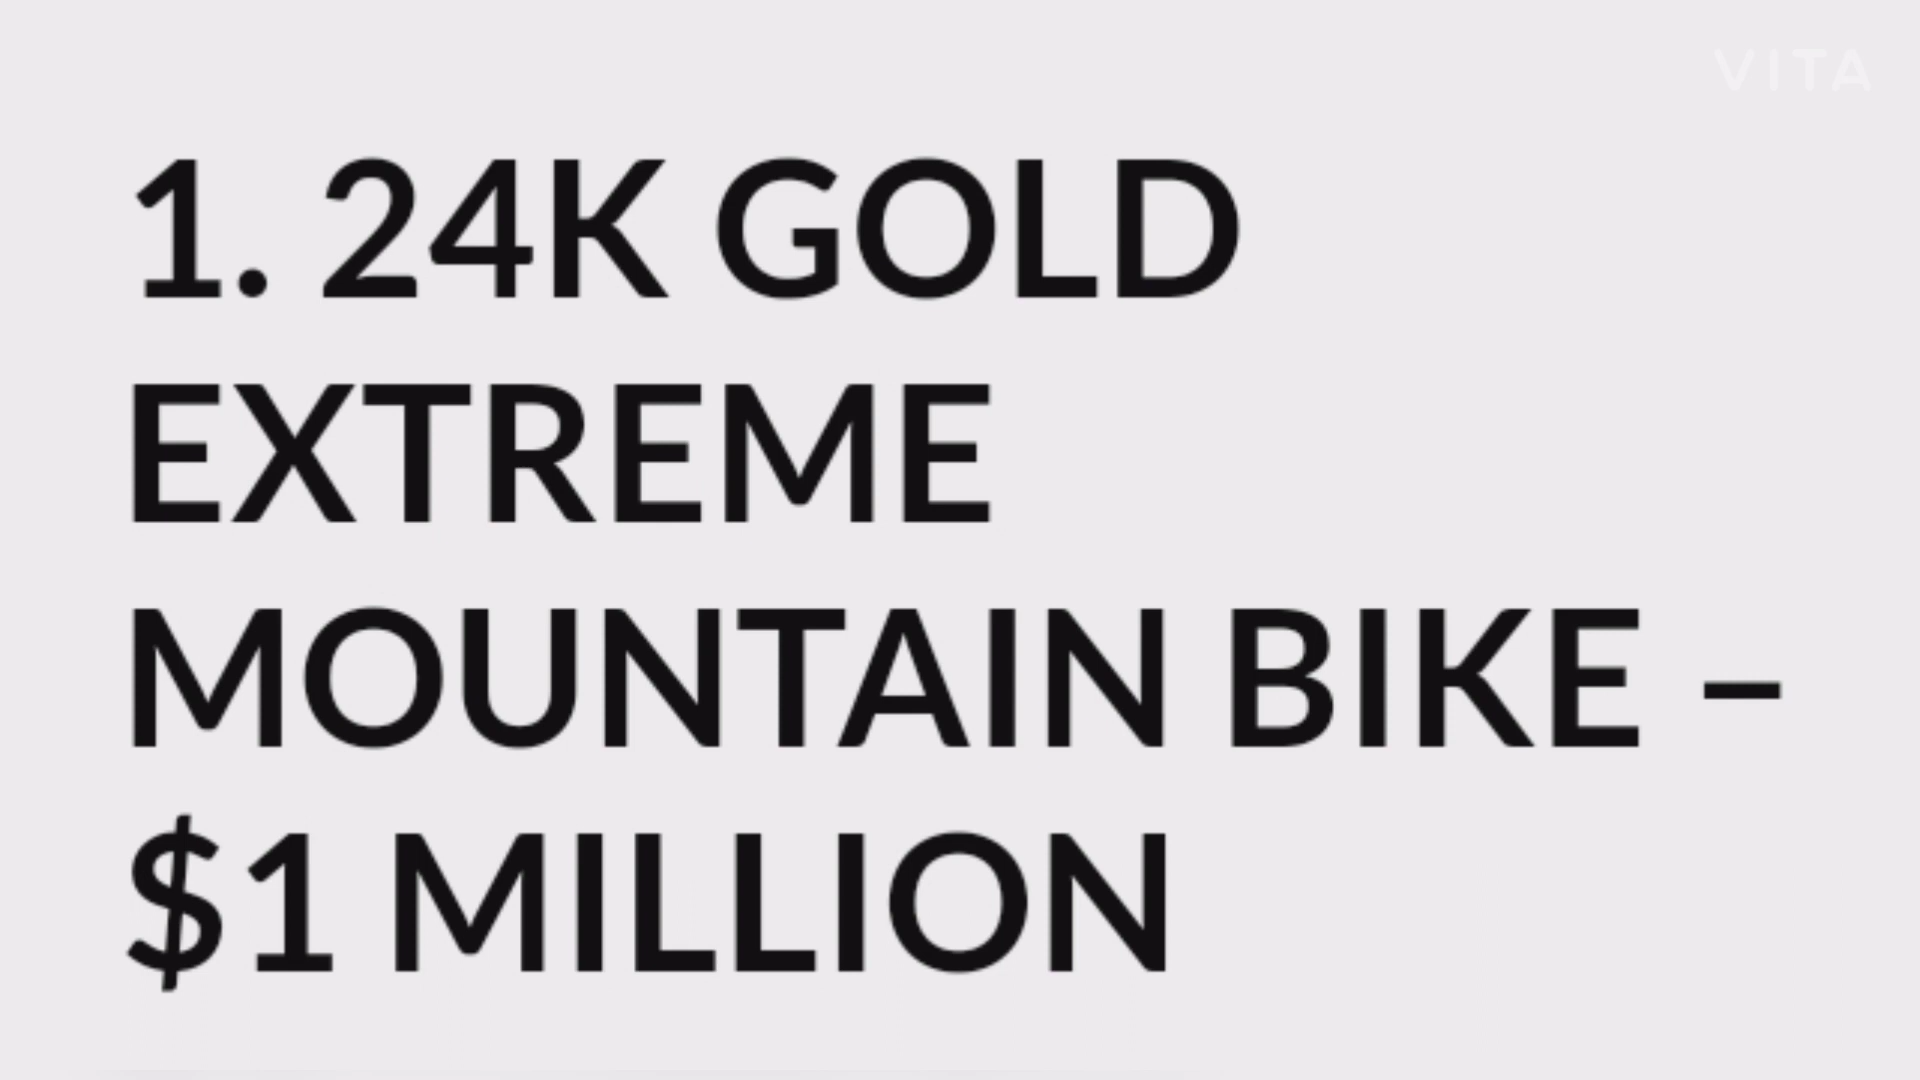 VITA
1. 24K GOLD
EXTREME
MOUNTAIN BIKE –
$1 MILLION